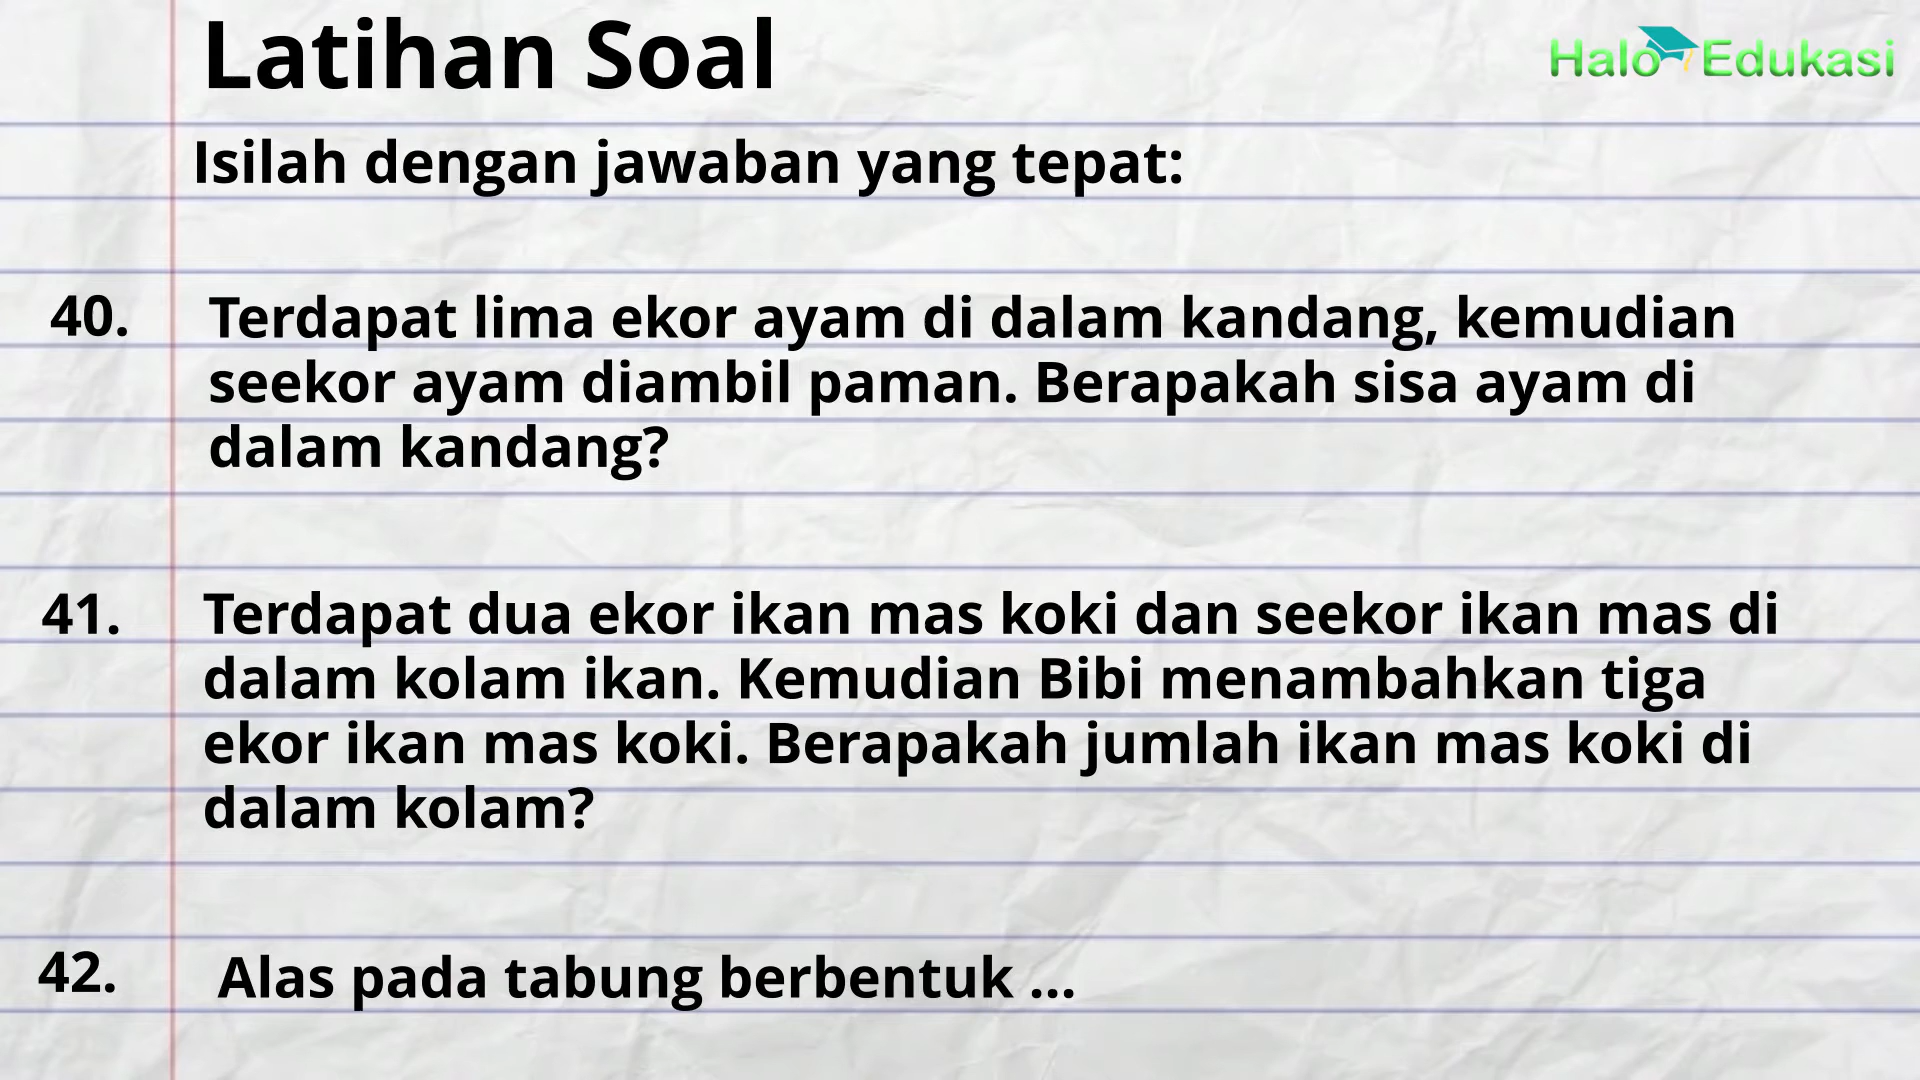 Latihan Soal
Halo Edukasi
Isilah dengan jawaban yang tepat:
40. Terdapat lima ekor ayam di dalam kandang, kemudian
seekor ayam diambil paman. Berapakah sisa ayam di
dalam kandang?
41. Terdapat dua ekor ikan mas koki dan seekor ikan mas di
dalam kolam ikan. Kemudian Bibi menambahkan tiga
ekor ikan mas koki. Berapakah jumlah ikan mas koki di
dalam kolam?
42. Alas pada tabung berbentuk ...